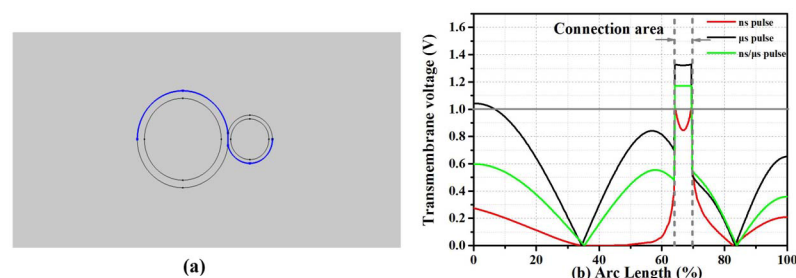 (a)
Transmembrane voltage (V)
1.6
1.4
1.2
1.0
0.8
0.6
0.4
0.2
0.0
Connection area
ns pulse
μs pulse
ns/μs pulse
0
20
40
60
80
100
(b) Arc Length (%)